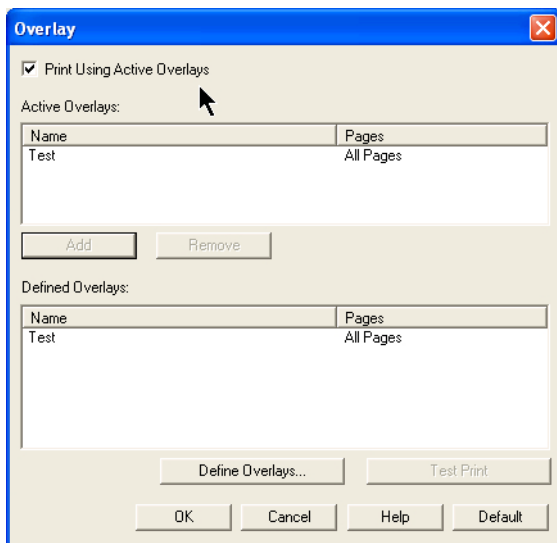 Overlay
Print Using Active Overlays
Active Overlays:
Name Pages
Test All Pages
Add Remove
Defined Overlays:
Name Pages
Test All Pages
Define Overlays... Test Print
OK Cancel Help Default